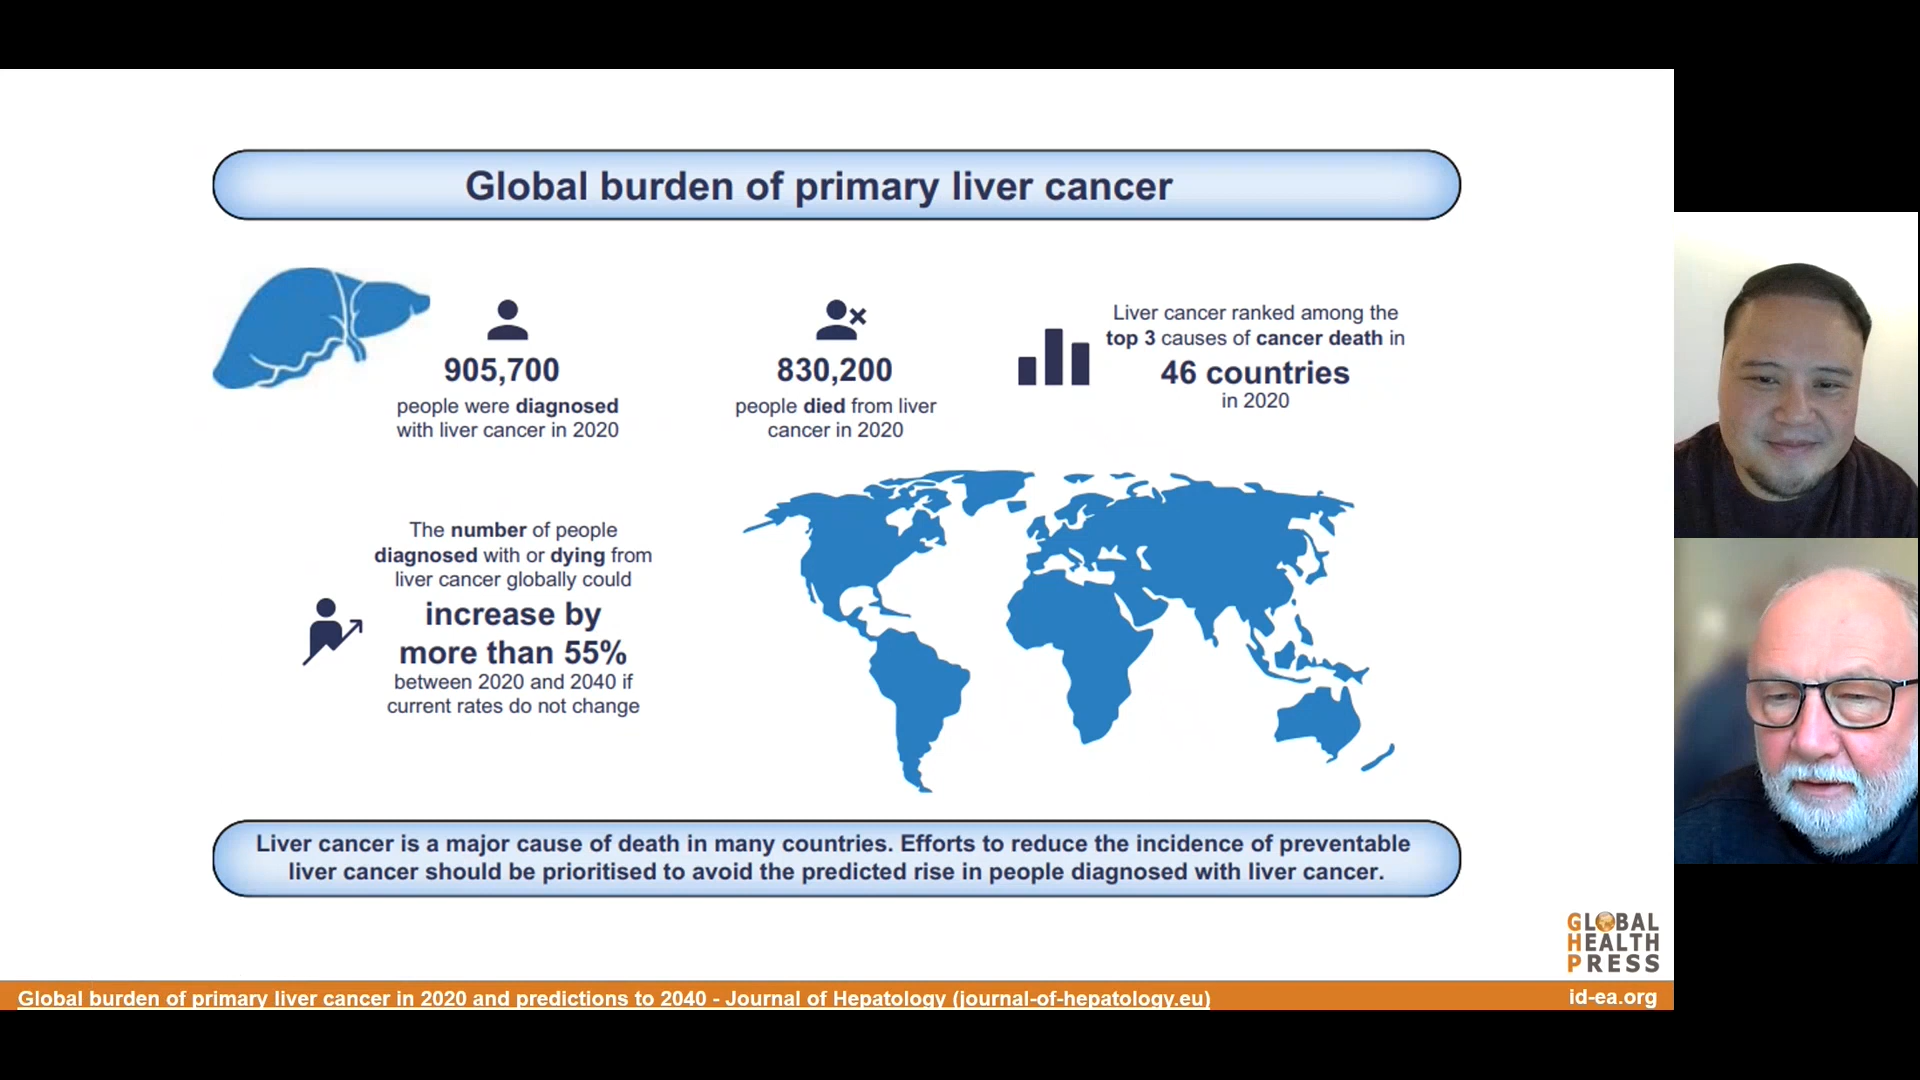 Global burden of primary liver cancer
905,700
people were diagnosed
with liver cancer in 2020
830,200
people died from liver
cancer in 2020
Liver cancer ranked among the
top 3 causes of cancer death in
46 countries
in 2020
The number of people
diagnosed with or dying from
liver cancer globally could
increase by
more than 55%
between 2020 and 2040 if
current rates do not change
Liver cancer is a major cause of death in many countries. Efforts to reduce the incidence of preventable
liver cancer should be prioritised to avoid the predicted rise in people diagnosed with liver cancer.
GLOBAL
HEALTH
PRESS
Global burden of primary liver cancer in 2020 and predictions to 2040 - Journal of Hepatology (journal-of-hepatology.eu)
id-ea.org